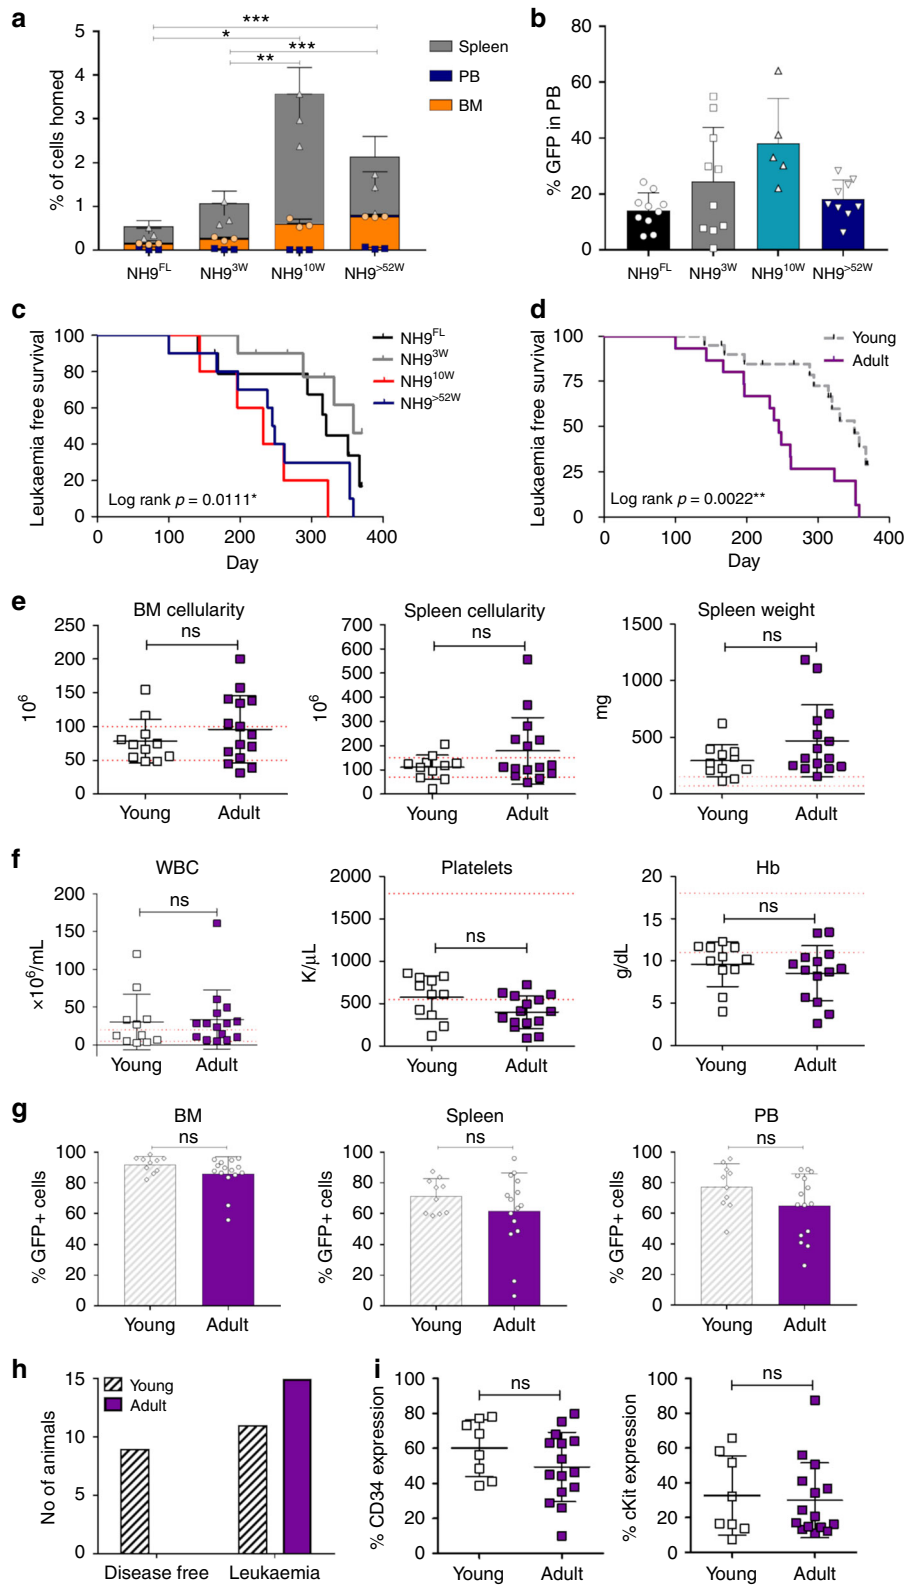 a
***
*
***
**
Spleen
PB
BM
% of cells homed
5
4
3
2
1
0
NH9FL
NH93W
NH910W
NH9>52W
b
% GFP in PB
80
60
40
20
0
NH9FL
NH93W
NH910W
NH9>52W
c
Leukaemia free survival
100
80
60
40
20
0
NH9FL
NH93W
NH910W
NH9>52W
Log rank p = 0.0111*
0 100 200 300 400
Day
d
Leukaemia free survival
100
75
50
25
0
Young
Adult
Log rank p = 0.0022**
0 100 200 300 400
Day
e
BM cellularity
ns
106
250
200
150
100
50
0
Young Adult
Spleen cellularity
ns
106
700
600
500
400
300
200
100
0
Young Adult
Spleen weight
ns
mg
1500
1000
500
0
Young Adult
f
WBC
ns
×106/mL
200
150
100
50
0
Young Adult
Platelets
ns
K/μL
2000
1500
1000
500
0
Young Adult
Hb
ns
g/dL
20
15
10
5
0
Young Adult
g
BM
ns
% GFP+ cells
100
80
60
40
20
0
Young Adult
Spleen
ns
% GFP+ cells
100
80
60
40
20
0
Young Adult
PB
ns
% GFP+ cells
100
80
60
40
20
0
Young Adult
h
No of animals
15
10
5
0
Young
Adult
Disease free Leukaemia
i
ns
% CD34 expression
100
80
60
40
20
0
Young Adult
ns
% cKit expression
100
80
60
40
20
0
Young Adult